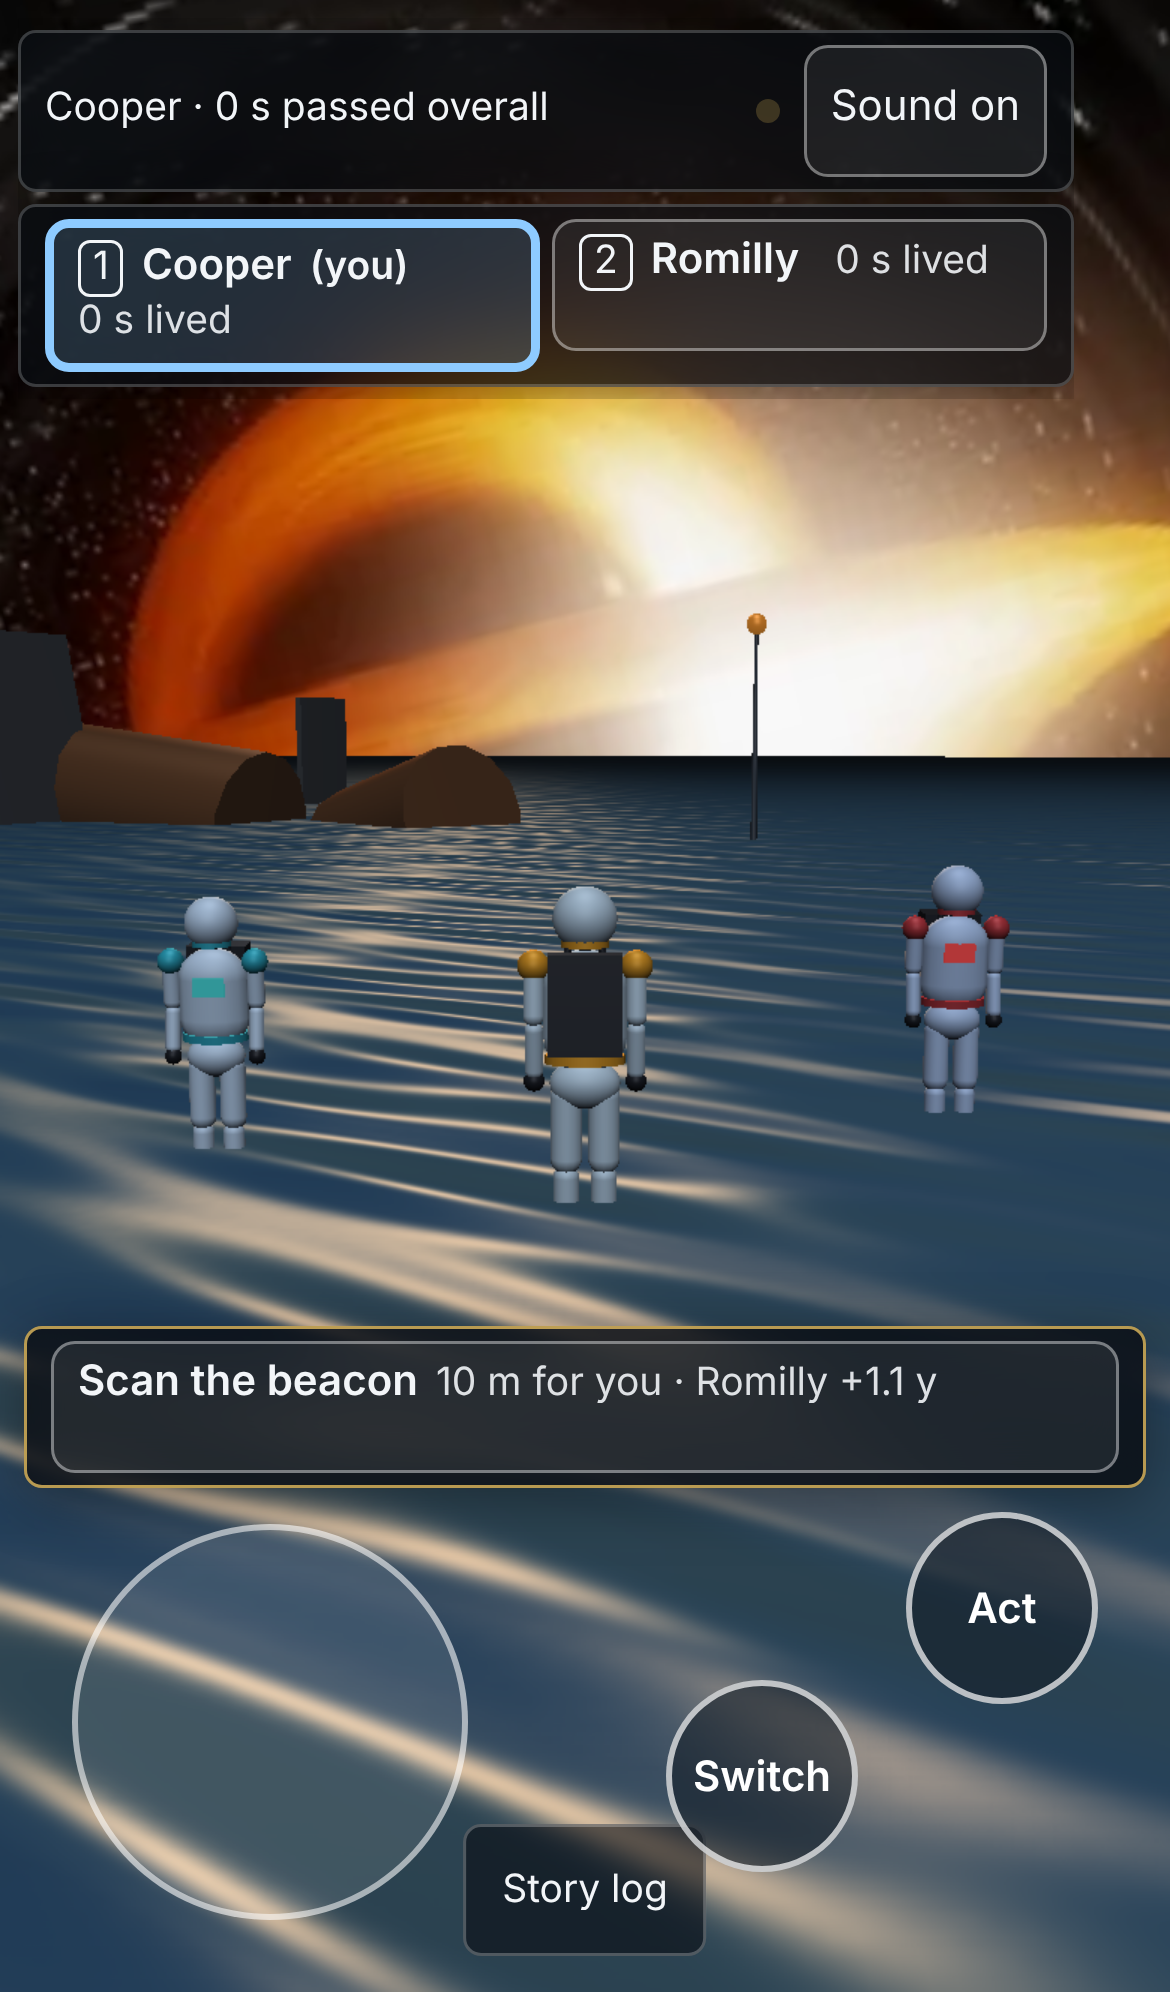 Cooper · 0 s passed overall
Sound on
1 Cooper (you)
0 s lived
2 Romilly 0 s lived
Scan the beacon 10 m for you · Romilly +1.1 y
Act
Switch
Story log